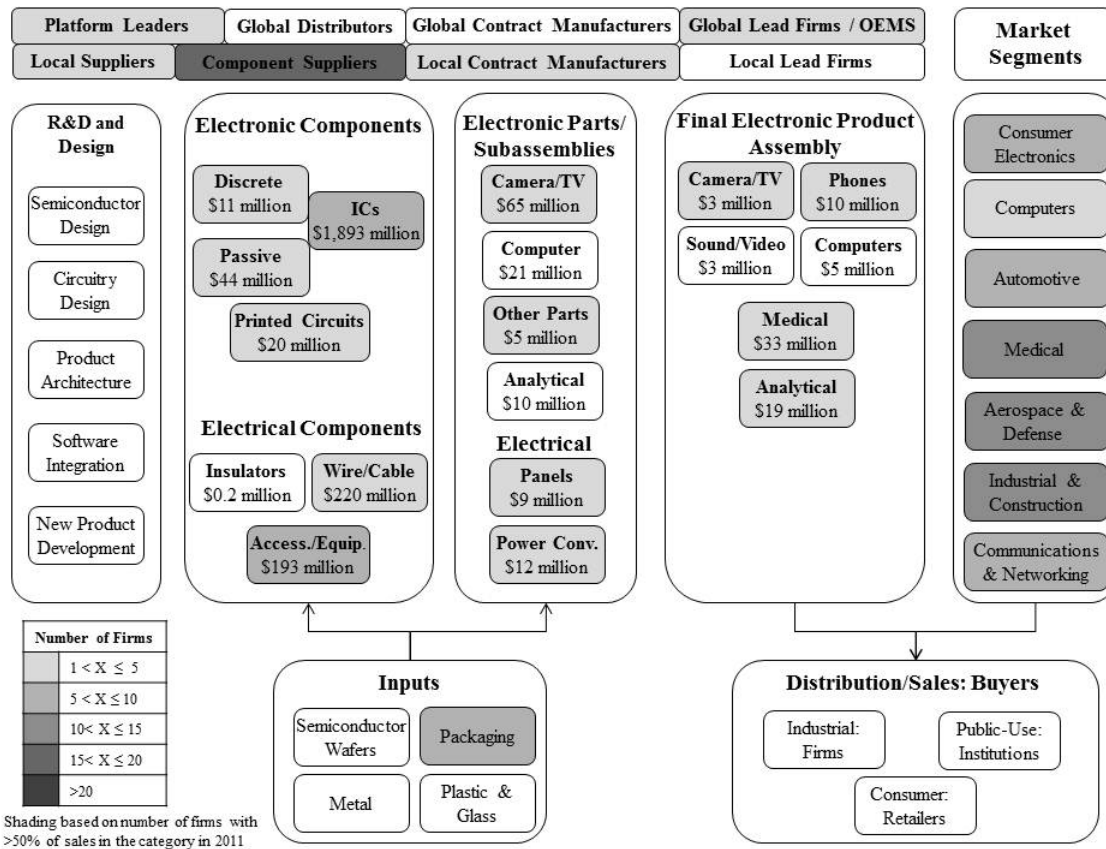 Platform Leaders
Global Distributors
Global Contract Manufacturers
Global Lead Firms / OEMS
Local Suppliers
Component Suppliers
Local Contract Manufacturers
Local Lead Firms
Market
Segments
R&D and
Design
Semiconductor
Design
Circuitry
Design
Product
Architecture
Software
Integration
New Product
Development
Electronic Components
Discrete
$11 million
ICs
$1,893 million
Passive
$44 million
Printed Circuits
$20 million
Electrical Components
Insulators
$0.2 million
Wire/Cable
$220 million
Access./Equip.
$193 million
Electronic Parts/
Subassemblies
Camera/TV
$65 million
Computer
$21 million
Other Parts
$5 million
Analytical
$10 million
Electrical
Panels
$9 million
Power Conv.
$12 million
Final Electronic Product
Assembly
Camera/TV
$3 million
Phones
$10 million
Sound/Video
$3 million
Computers
$5 million
Medical
$33 million
Analytical
$19 million
Consumer
Electronics
Computers
Automotive
Medical
Aerospace &
Defense
Industrial &
Construction
Communications
& Networking
Number of Firms
1 < X ≤ 5
5 < X ≤ 10
10< X ≤ 15
15< X ≤ 20
>20
Shading based on number of firms with
>50% of sales in the category in 2011
Inputs
Semiconductor
Wafers
Packaging
Metal
Plastic &
Glass
Distribution/Sales: Buyers
Industrial:
Firms
Public-Use:
Institutions
Consumer:
Retailers